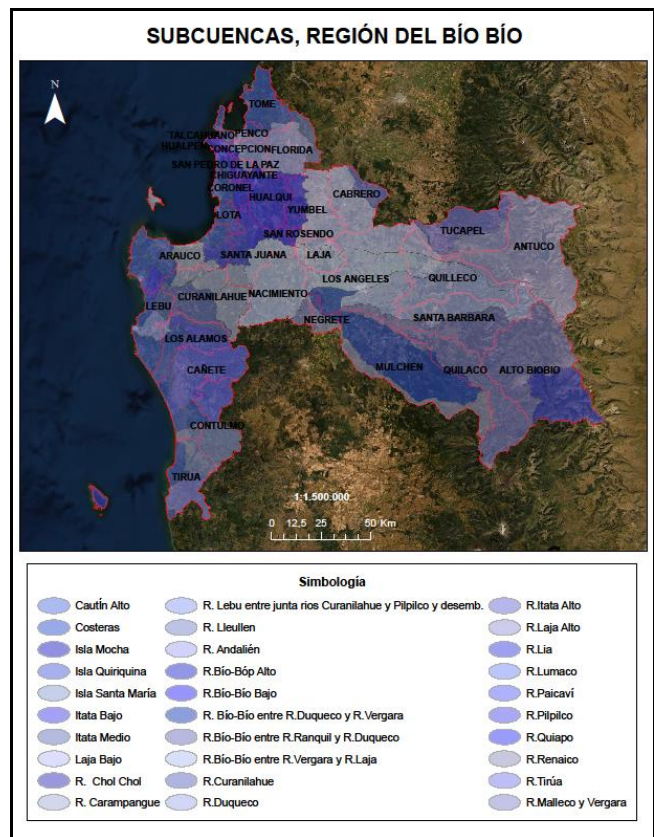 SUBCUENCAS, REGIÓN DEL BÍO BÍO
N
TOME
TALCAHUANO
PENCO
HUALPEN
CONCEPCION
FLORIDA
SAN PEDRO DE LA PAZ
CHIGUAYANTE
CORONEL
HUALQUI
CABRERO
LOTA
YUMBEL
SAN ROSENDO
TUCAPEL
ANTUCO
ARAUCO
SANTA JUANA
LAJA
LOS ANGELES
QUILLECO
LEBU
CURANILAHUE
NACIMIENTO
NEGRETE
SANTA BARBARA
LOS ALAMOS
CAÑETE
MULCHEN
QUILACO
ALTO BIOBIO
CONTULMO
TIRUA
1:1.500.000
0 12,5 25 50 Km
Simbología
Cautín Alto
Costeras
Isla Mocha
Isla Quiriquina
Isla Santa María
Itata Bajo
Itata Medio
Laja Bajo
R. Chol Chol
R. Carampangue
R. Lebu entre junta rios Curanilahue y Pilpilco y desemb.
R. Lleullen
R. Andalién
R.Bío-Bóp Alto
R.Bío-Bío Bajo
R. Bío-Bío entre R.Duqueco y R.Vergara
R.Bío-Bío entre R.Ranquil y R.Duqueco
R.Bío-Bío entre R.Vergara y R.Laja
R.Curanilahue
R.Duqueco
R.Itata Alto
R.Laja Alto
R.Lia
R.Lumaco
R.Paicaví
R.Pilpilco
R.Quiapo
R.Renaico
R.Tirúa
R.Malleco y Vergara